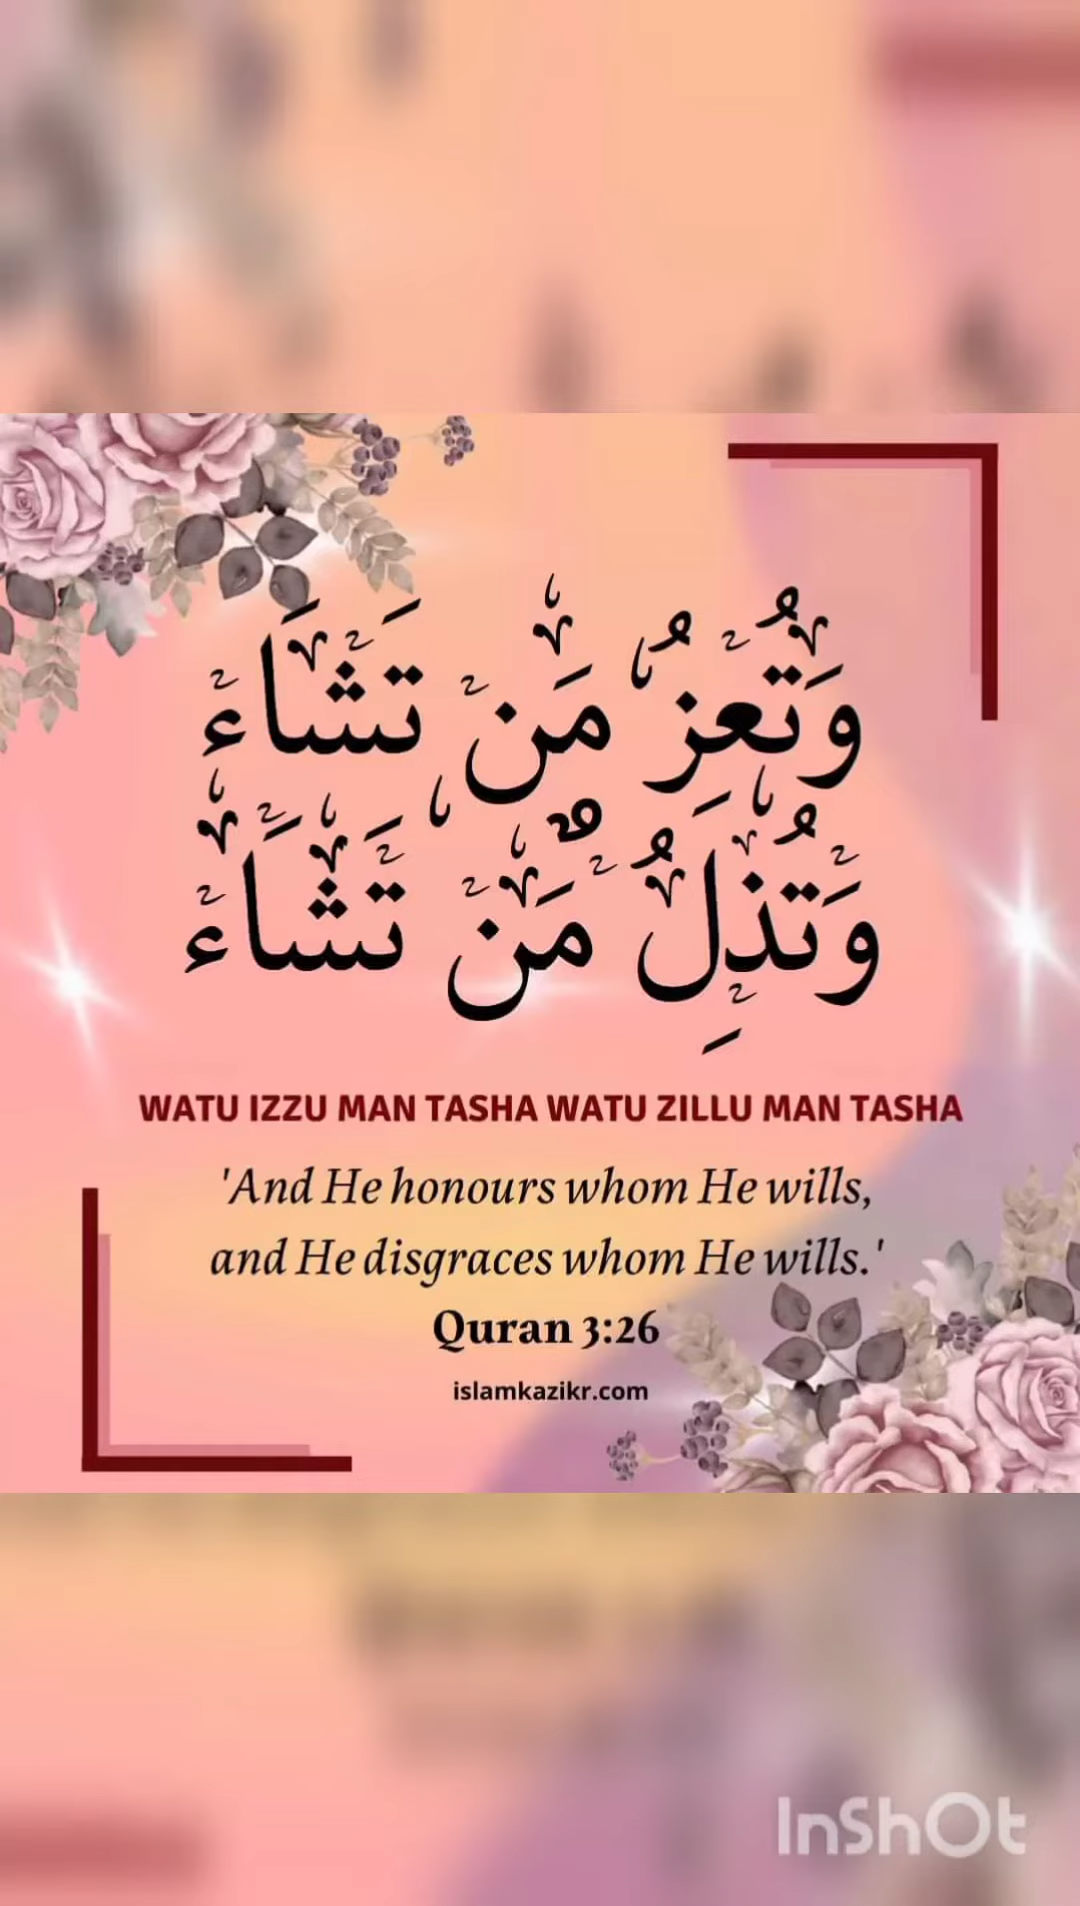 وَتُعِزُ مَنْ تَشَاءُ
وَتُذِلُ مَنْ تَشَاءُ
WATU IZZU MAN TASHA WATU ZILLU MAN TASHA
'And He honours whom He wills,
and He disgraces whom He wills.'
Quran 3:26
islamkazikr.com
InShOt